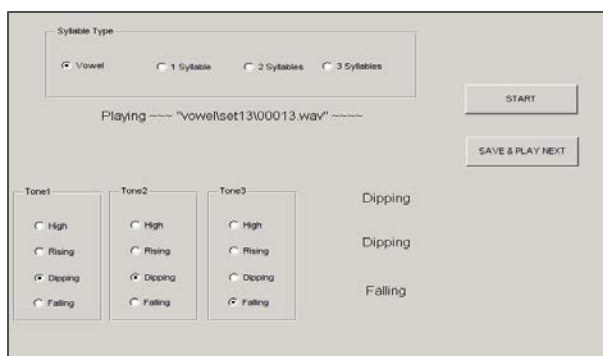 Syllable Type
Vowel 1 Syllable 2 Syllables 3 Syllables
Playing ~~~ "vowel\set13\00013.wav" ~~~~
START
SAVE & PLAY NEXT
Tone1 Tone2 Tone3
High High High
Rising Rising Rising
Dipping Dipping Dipping
Falling Falling Falling
Dipping
Dipping
Falling